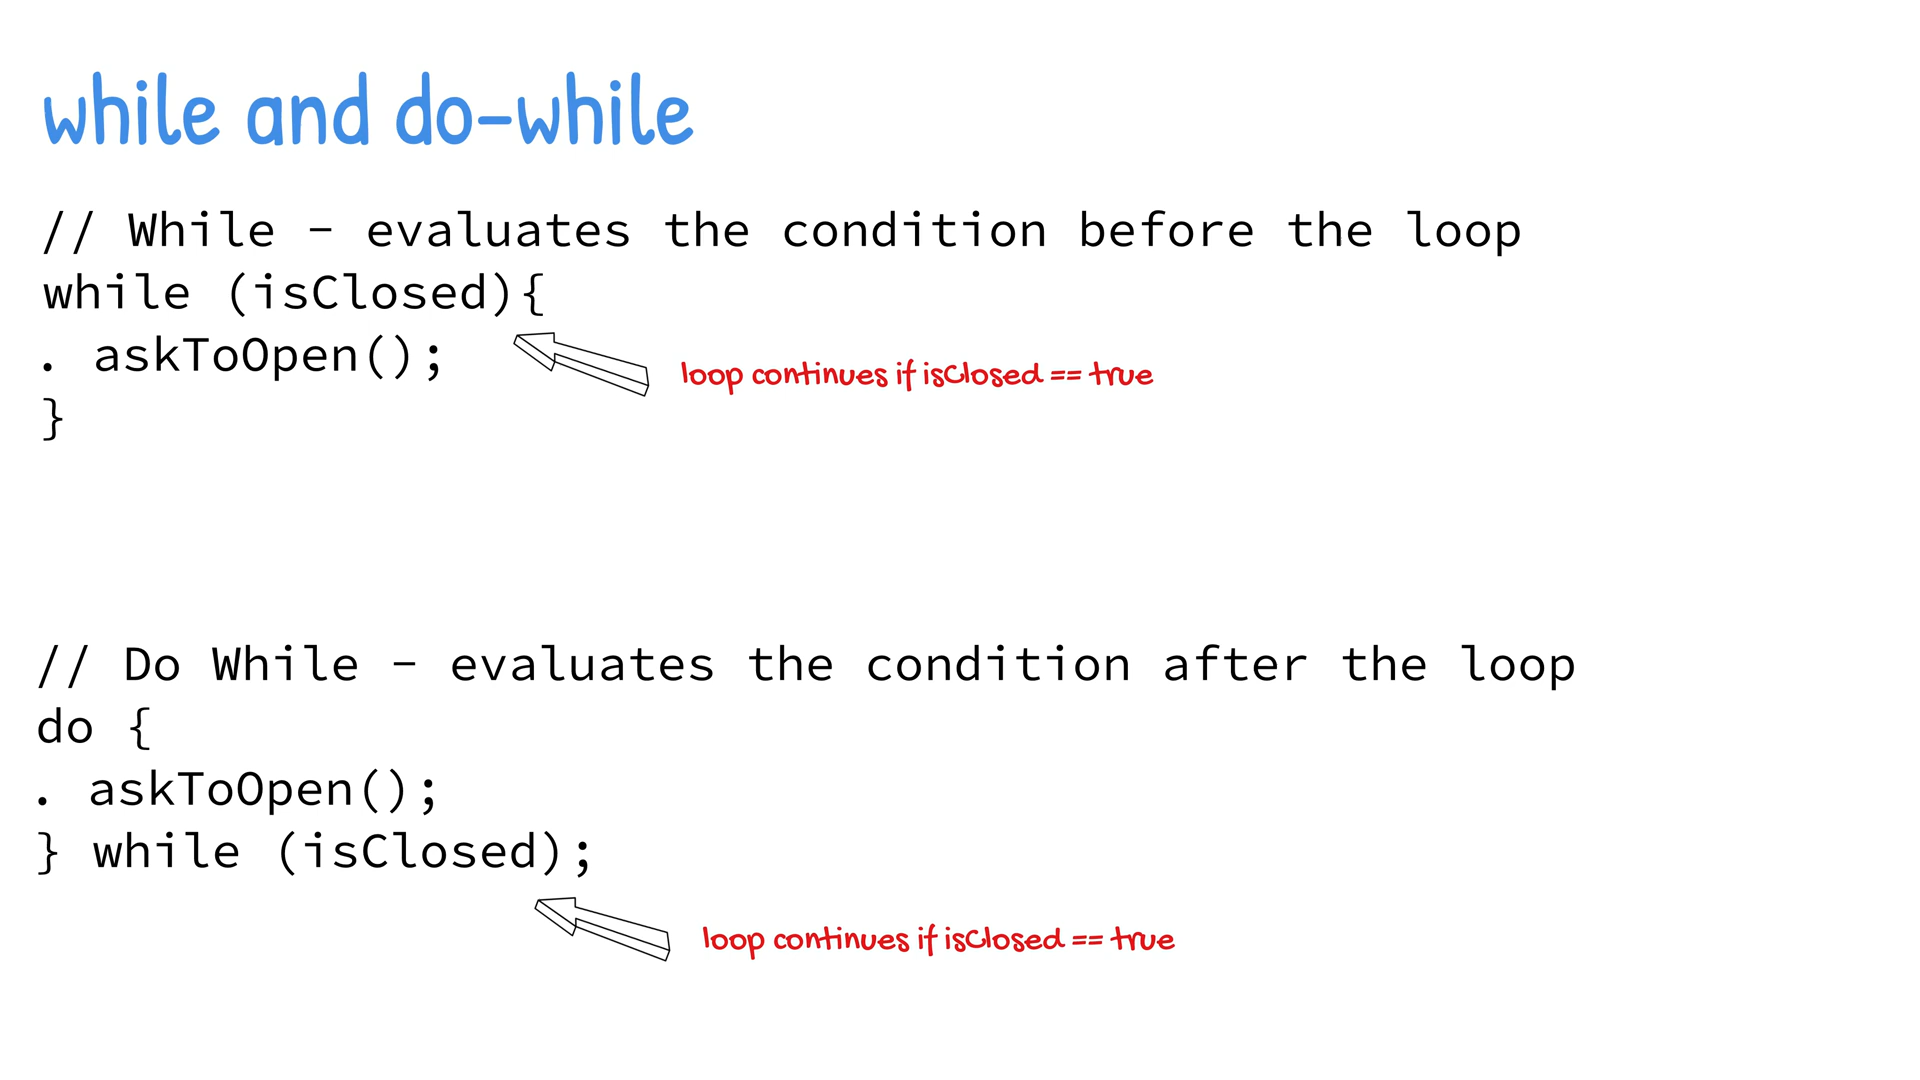 while and do-while
// While - evaluates the condition before the loop
while (isClosed){
. askToOpen();
loop continues if isClosed == true
}
// Do While - evaluates the condition after the loop
do {
. askToOpen();
} while (isClosed);
loop continues if isClosed == true